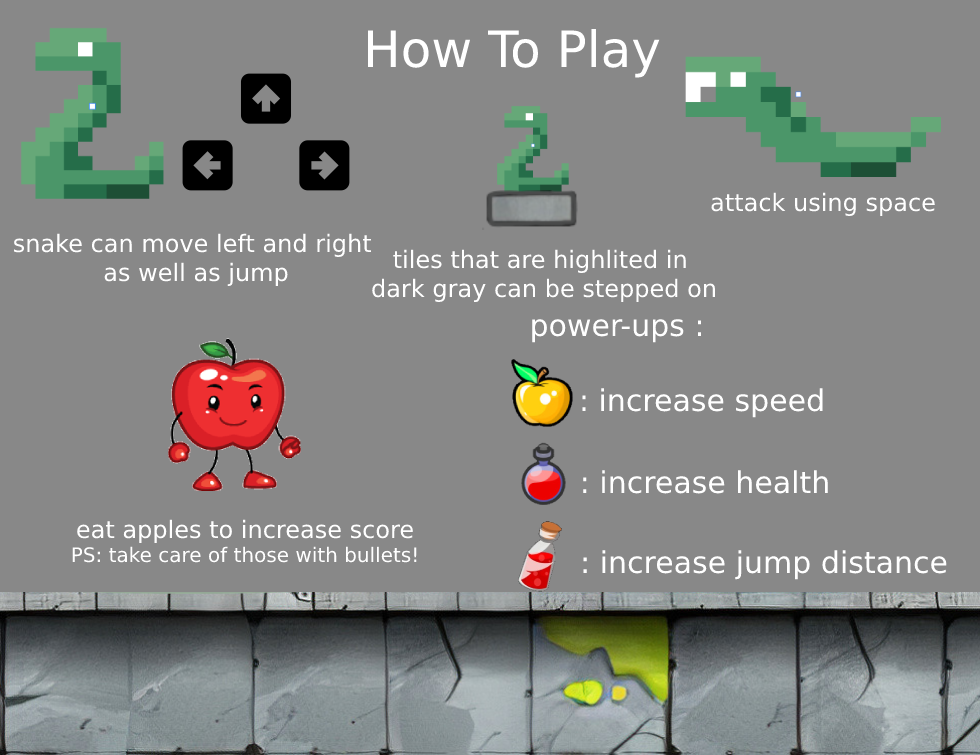 How To Play
snake can move left and right
as well as jump
tiles that are highlited in
dark gray can be stepped on
attack using space
power-ups :
: increase speed
: increase health
: increase jump distance
eat apples to increase score
PS: take care of those with bullets!